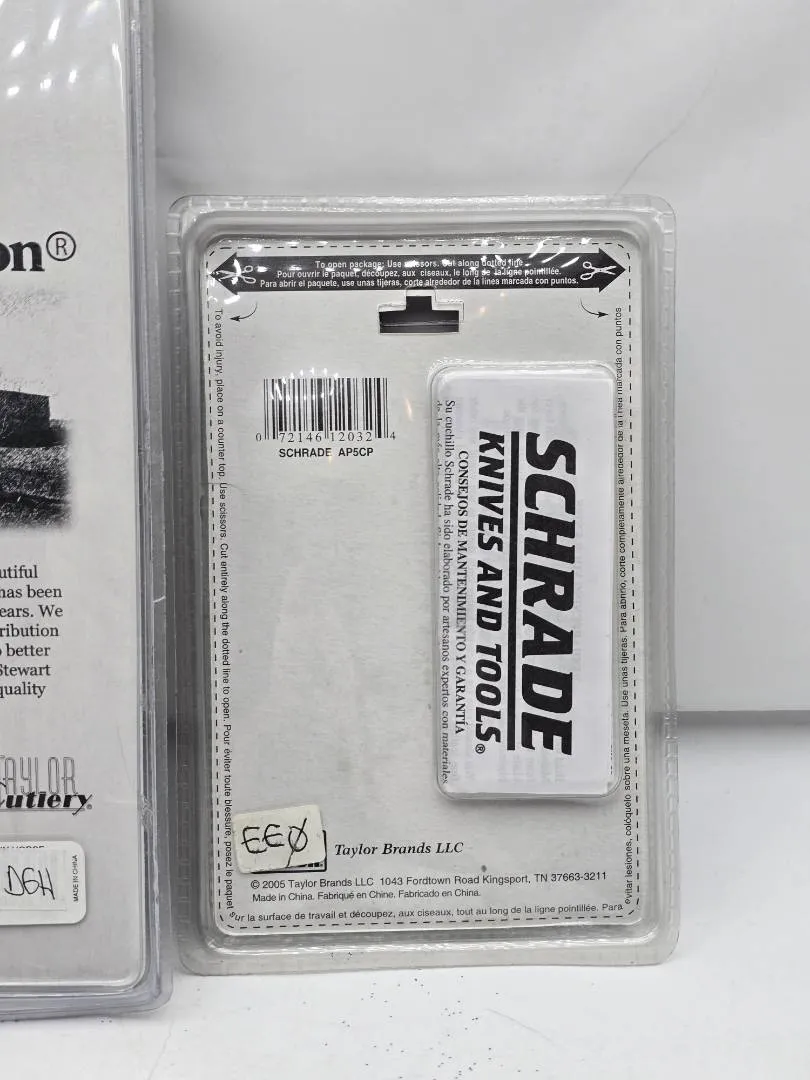 on®
utiful
has been
ears. We
ribution
better
Stewart
quality
AYLOR
utlery®
D6H
MADE IN CHINA
To open package: Use scissors. Cut along dotted line
Pour ouvrir le paquet, découpez, aux ciseaux, le long de la ligne pointillée.
Para abrir el paquete, use unas tijeras, corte alrededor de la linea marcada con puntos.
To avoid injury, place on a counter top. Use scissors. Cut entirely along the dotted line to open. Pour éviter toute blessure, posez le paquet
sur la surface de travail et découpez, aux ciseaux, tout au long de la ligne pointillée. Para
evitar lesiones, colóquelo sobre una meseta. Use unas tijeras. Para abrirlo, corte completamente alrededor de la linea marcada con puntos
0 72146 12032 4
SCHRADE AP5CP
SCHRADE
KNIVES AND TOOLS®
CONSEJOS DE MANTENIMIENTO Y GARANTÍA
Su cuchillo Schrade ha sido elaborado por artesanos expertos con materiales
EEØ
Taylor Brands LLC
© 2005 Taylor Brands LLC 1043 Fordtown Road Kingsport, TN 37663-3211
Made in China. Fabriqué en Chine. Fabricado en China.